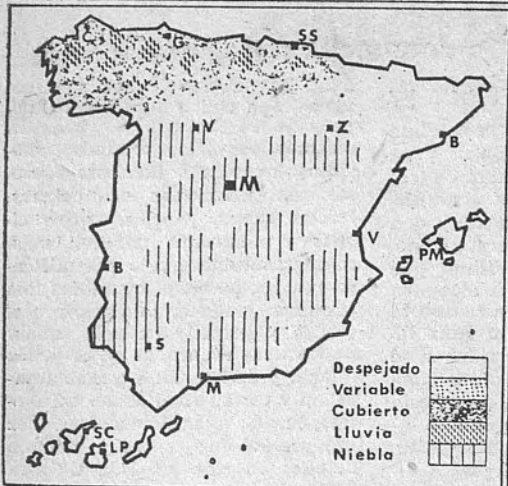 C
G
SS
V
Z
B
M
V
PM
B
S
M
SC
LP
Despejado
Variable
Cubierto
Lluvia
Niebla